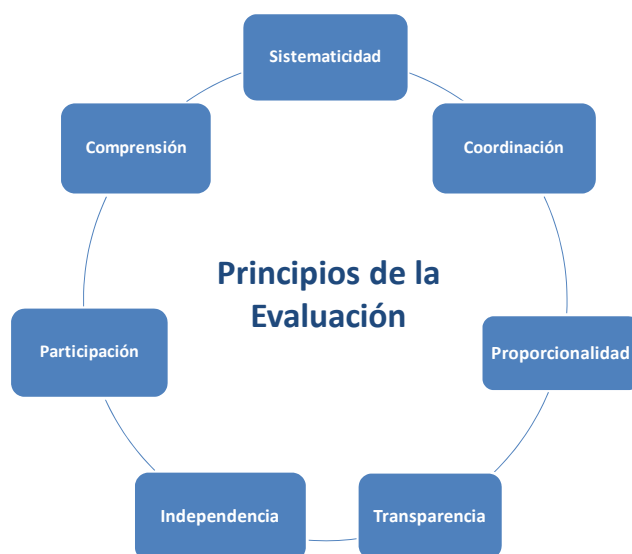 Sistematicidad
Coordinación
Proporcionalidad
Transparencia
Independencia
Participación
Comprensión
Principios de la
Evaluación